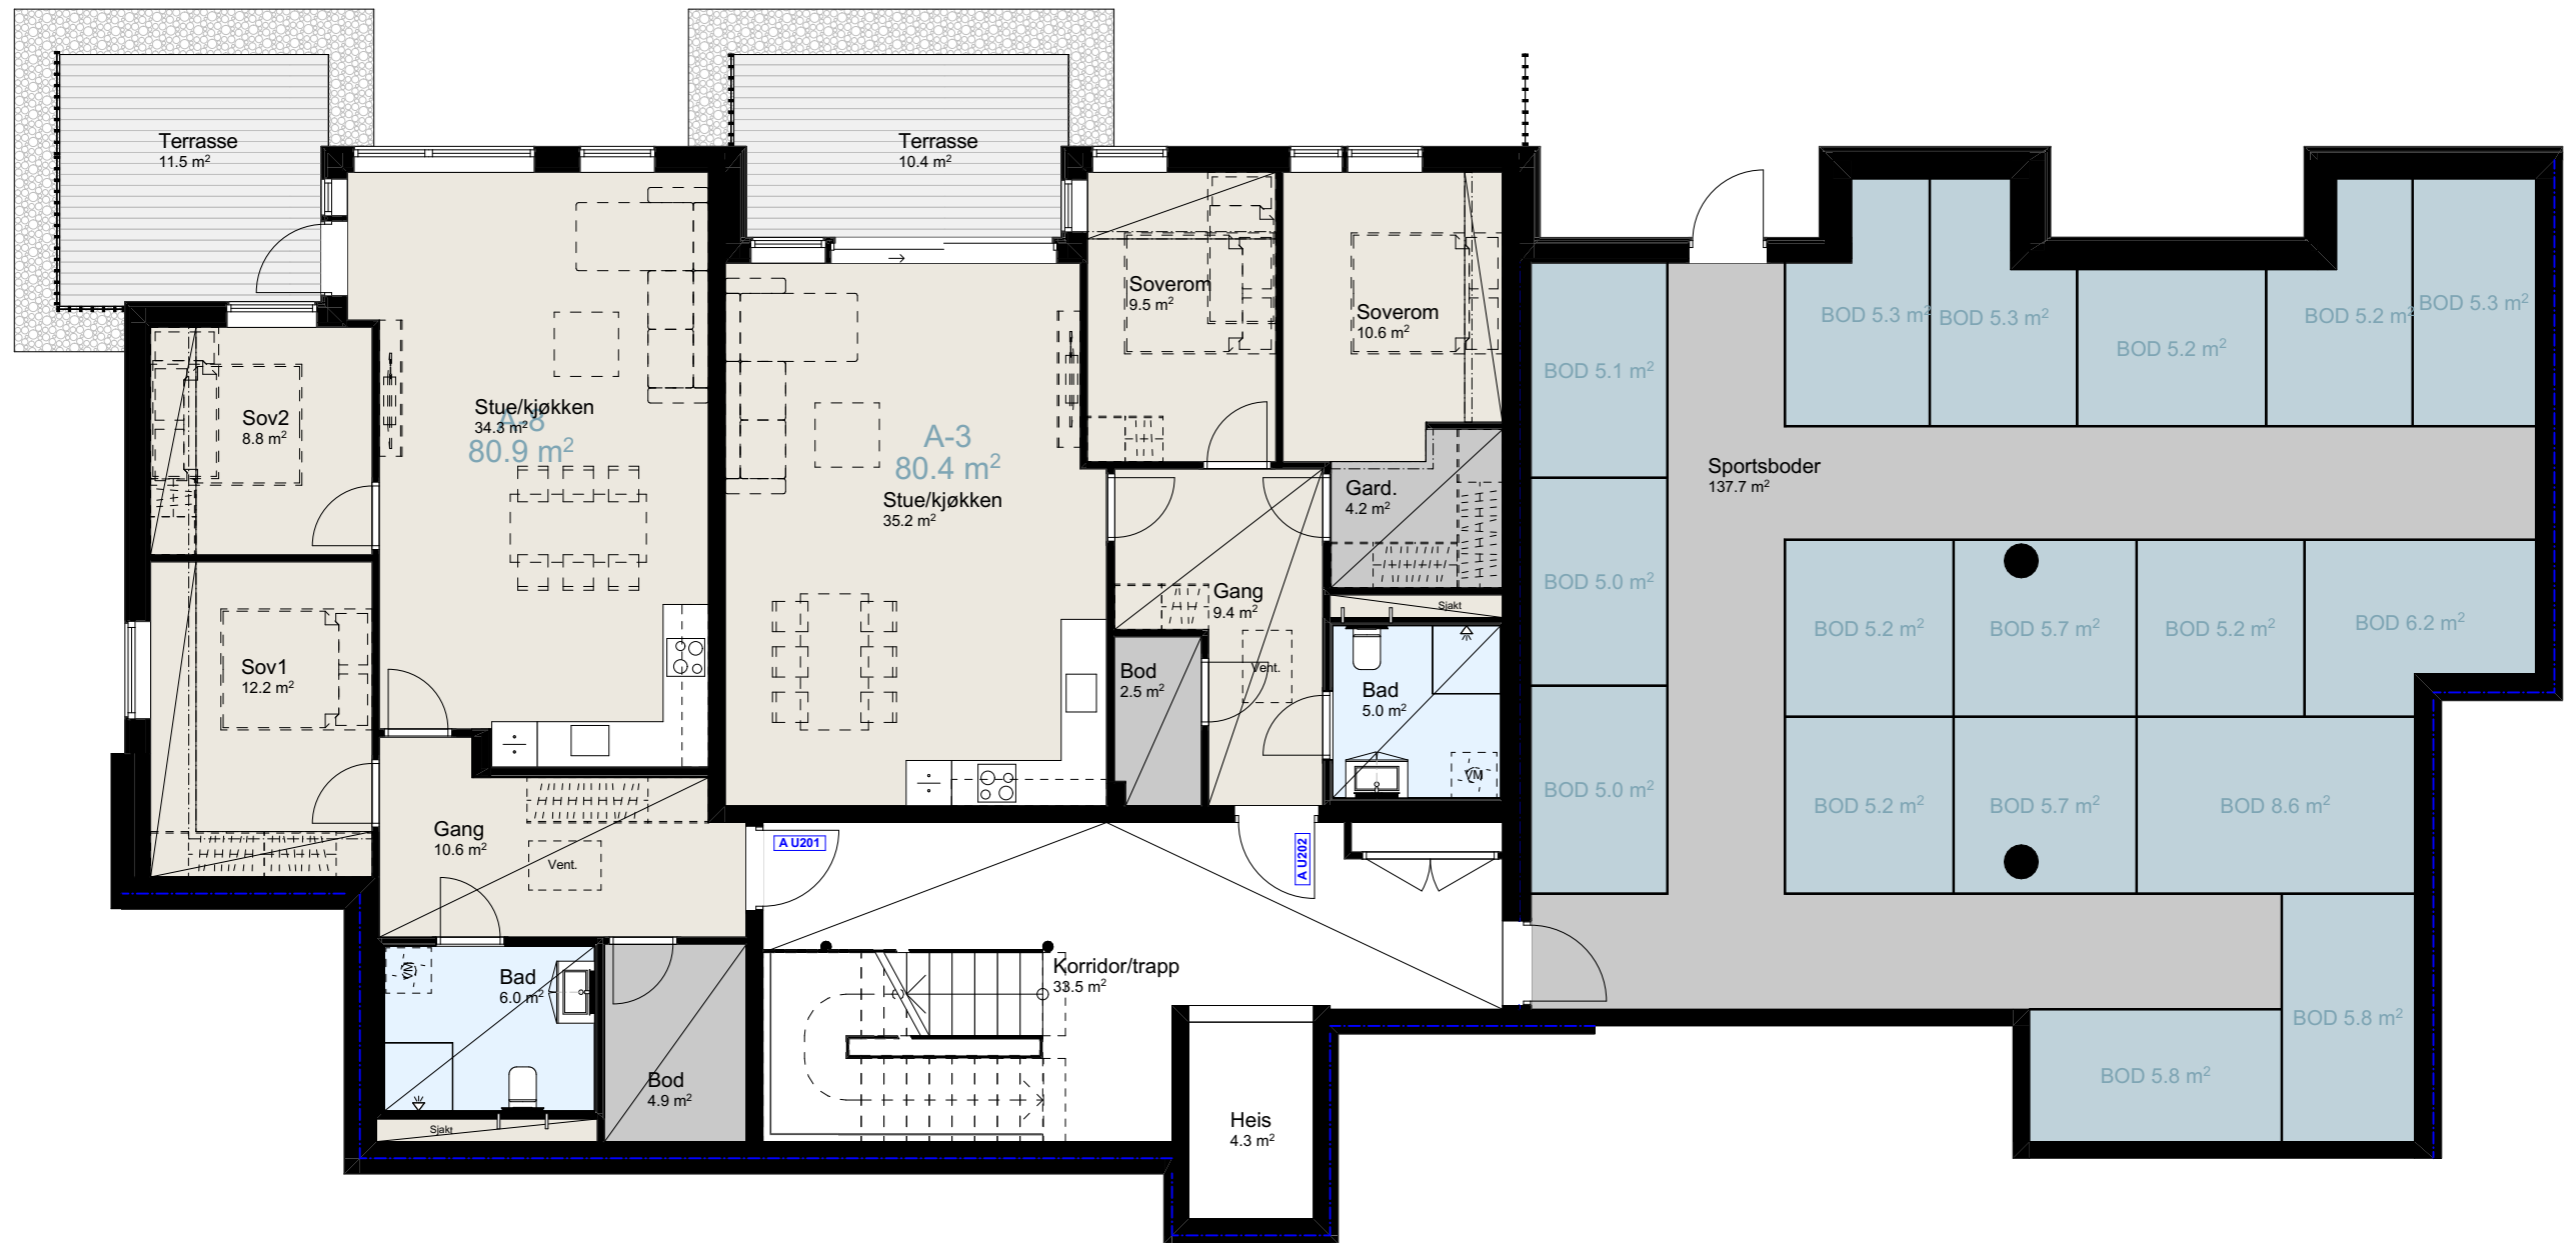 Terrasse
11.5 m²
Terrasse
10.4 m²
Soverom
9.5 m²
Soverom
10.6 m²
Sov2
8.8 m²
Stue/kjøkken
34.3 m²
A-8
80.9 m²
A-3
80.4 m²
Stue/kjøkken
35.2 m²
Gard.
4.2 m²
Gang
9.4 m²
Sjakt
Sov1
12.2 m²
Bod
2.5 m²
Vent.
Bad
5.0 m²
VM
Gang
10.6 m²
Vent.
A U201
A U202
VM
Bad
6.0 m²
Korridor/trapp
33.5 m²
Bod
4.9 m²
Sjakt
Heis
4.3 m²
BOD 5.3 m²
BOD 5.3 m²
BOD 5.2 m²
BOD 5.2 m²
BOD 5.3 m²
BOD 5.1 m²
Sportsboder
137.7 m²
BOD 5.0 m²
BOD 5.2 m²
BOD 5.7 m²
BOD 5.2 m²
BOD 6.2 m²
BOD 5.0 m²
BOD 5.2 m²
BOD 5.7 m²
BOD 8.6 m²
BOD 5.8 m²
BOD 5.8 m²